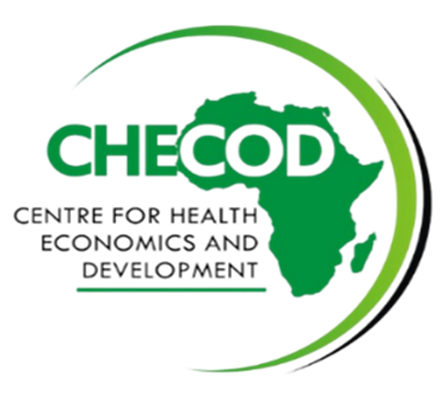 CHECOD
CENTRE FOR HEALTH
ECONOMICS AND
DEVELOPMENT